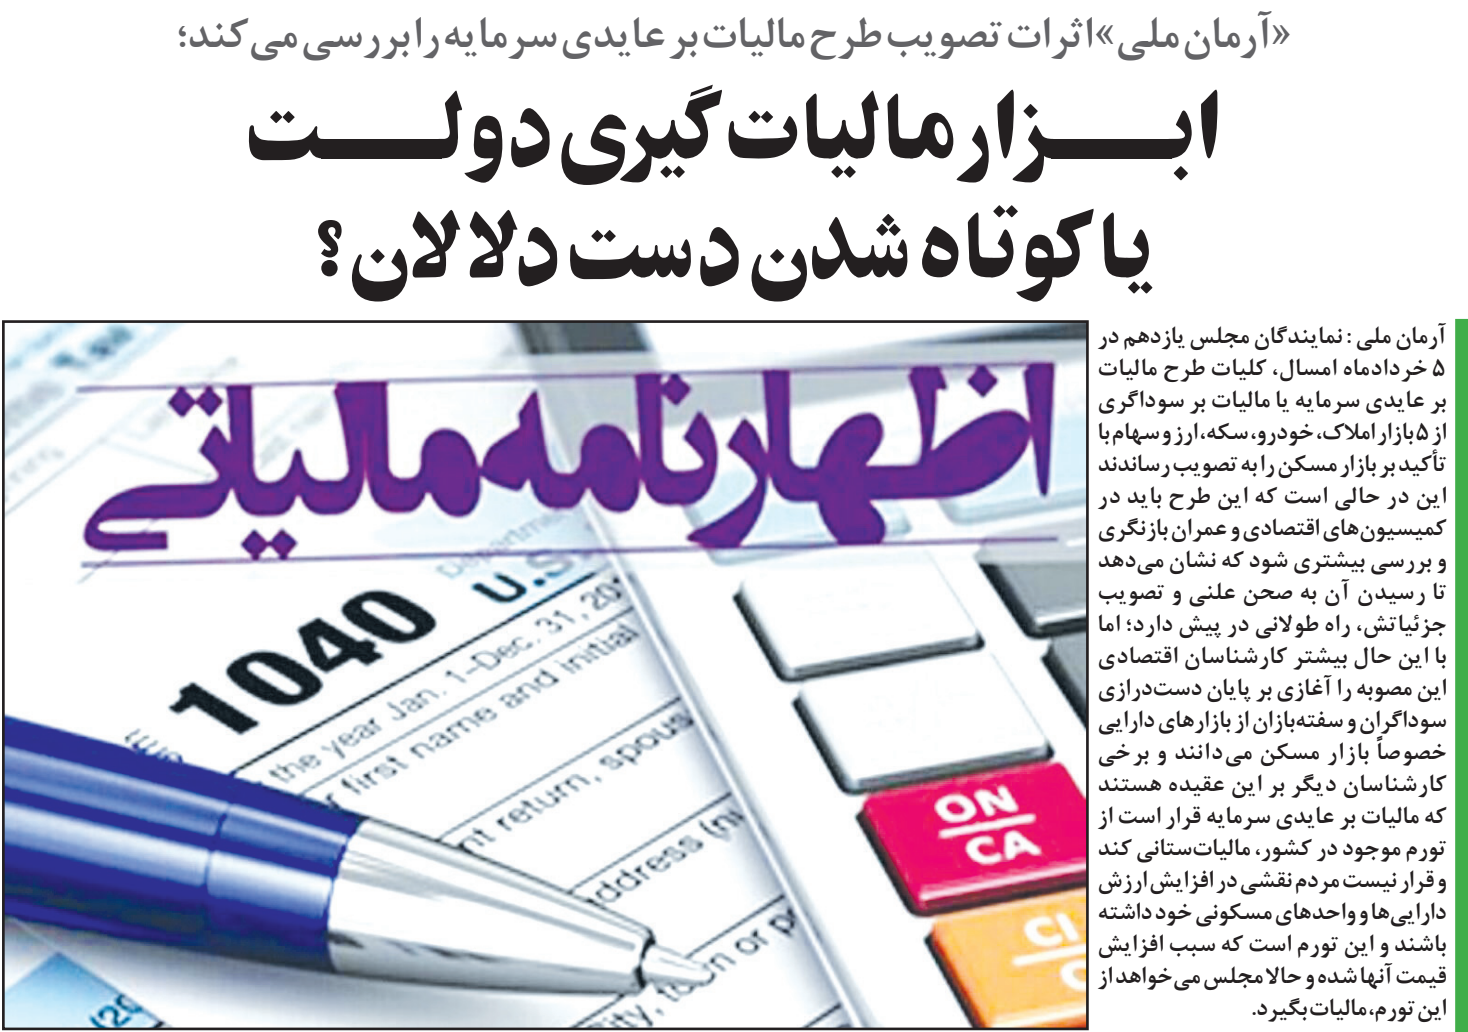 «آرمان ملی» اثرات تصویب طرح مالیات بر عایدی سرمایه را بررسی می‌کند؛
ابزار مالیات‌گیری دولت
یا کوتاه شدن دست دلالان؟
آرمان ملی: نمایندگان مجلس یازدهم در
۵ خردادماه امسال، کلیات طرح مالیات
بر عایدی سرمایه یا مالیات بر سوداگری
از ۵ بازار املاک، خودرو، سکه، ارز و سهام با
تأکید بر بازار مسکن را به تصویب رساندند
این در حالی است که این طرح باید در
کمیسیون‌های اقتصادی و عمران بازنگری
و بررسی بیشتری شود که نشان می‌دهد
تا رسیدن آن به صحن علنی و تصویب
جزئیاتش، راه طولانی در پیش دارد؛ اما
با این حال بیشتر کارشناسان اقتصادی
این مصوبه را آغازی بر پایان دست‌درازی
سوداگران و سفته‌بازان از بازارهای دارایی
خصوصاً بازار مسکن می‌دانند و برخی
کارشناسان دیگر بر این عقیده هستند
که مالیات بر عایدی سرمایه قرار است از
تورم موجود در کشور، مالیات‌ستانی کند
و قرار نیست مردم نقشی در افزایش ارزش
دارایی‌ها و واحدهای مسکونی خود داشته
باشند و این تورم است که سبب افزایش
قیمت آنها شده و حالا مجلس می‌خواهد از
این تورم، مالیات بگیرد.
اظهارنامه مالیاتی
1040
U.S.
the year Jan. 1–Dec. 31, 20
first name and initial
nt return, spous
address (n
n or p
ON
CA